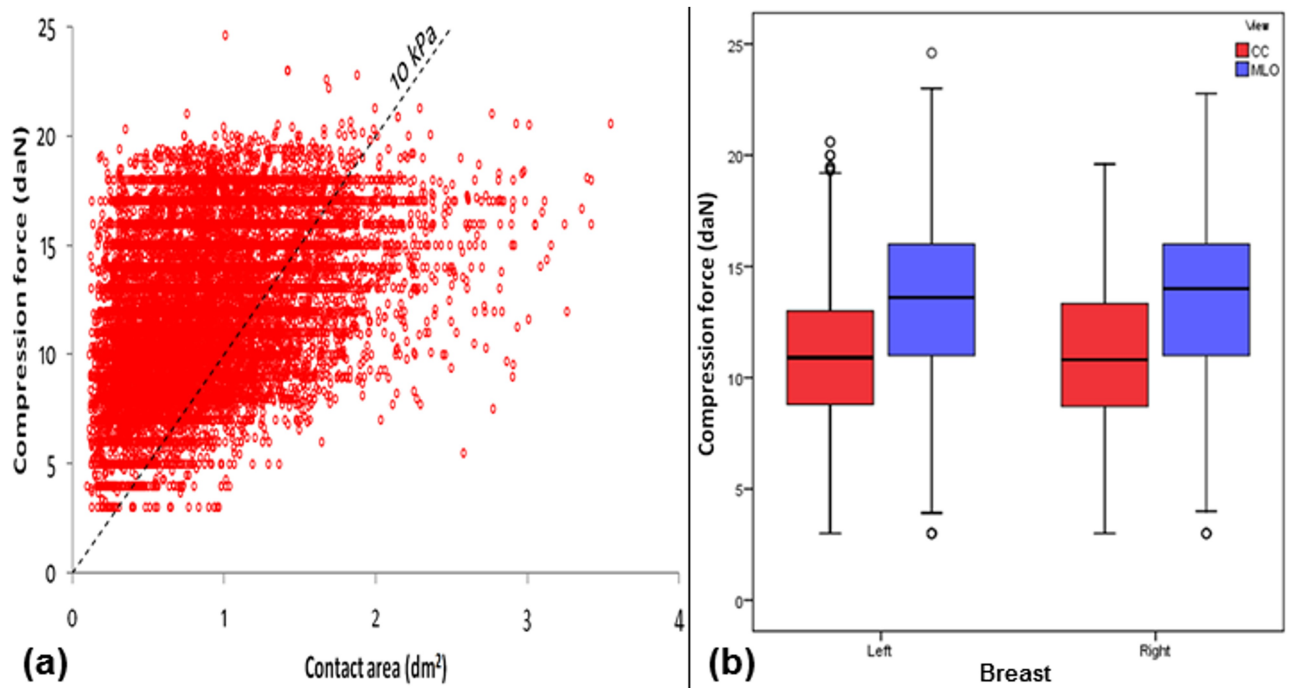 25
20
15
10
5
0
0
1
2
3
4
Compression force (daN)
10 kPa
Contact area (dm²)
(a)
25
20
15
10
5
0
Compression force (daN)
View
CC
MLO
Left
Right
Breast
(b)